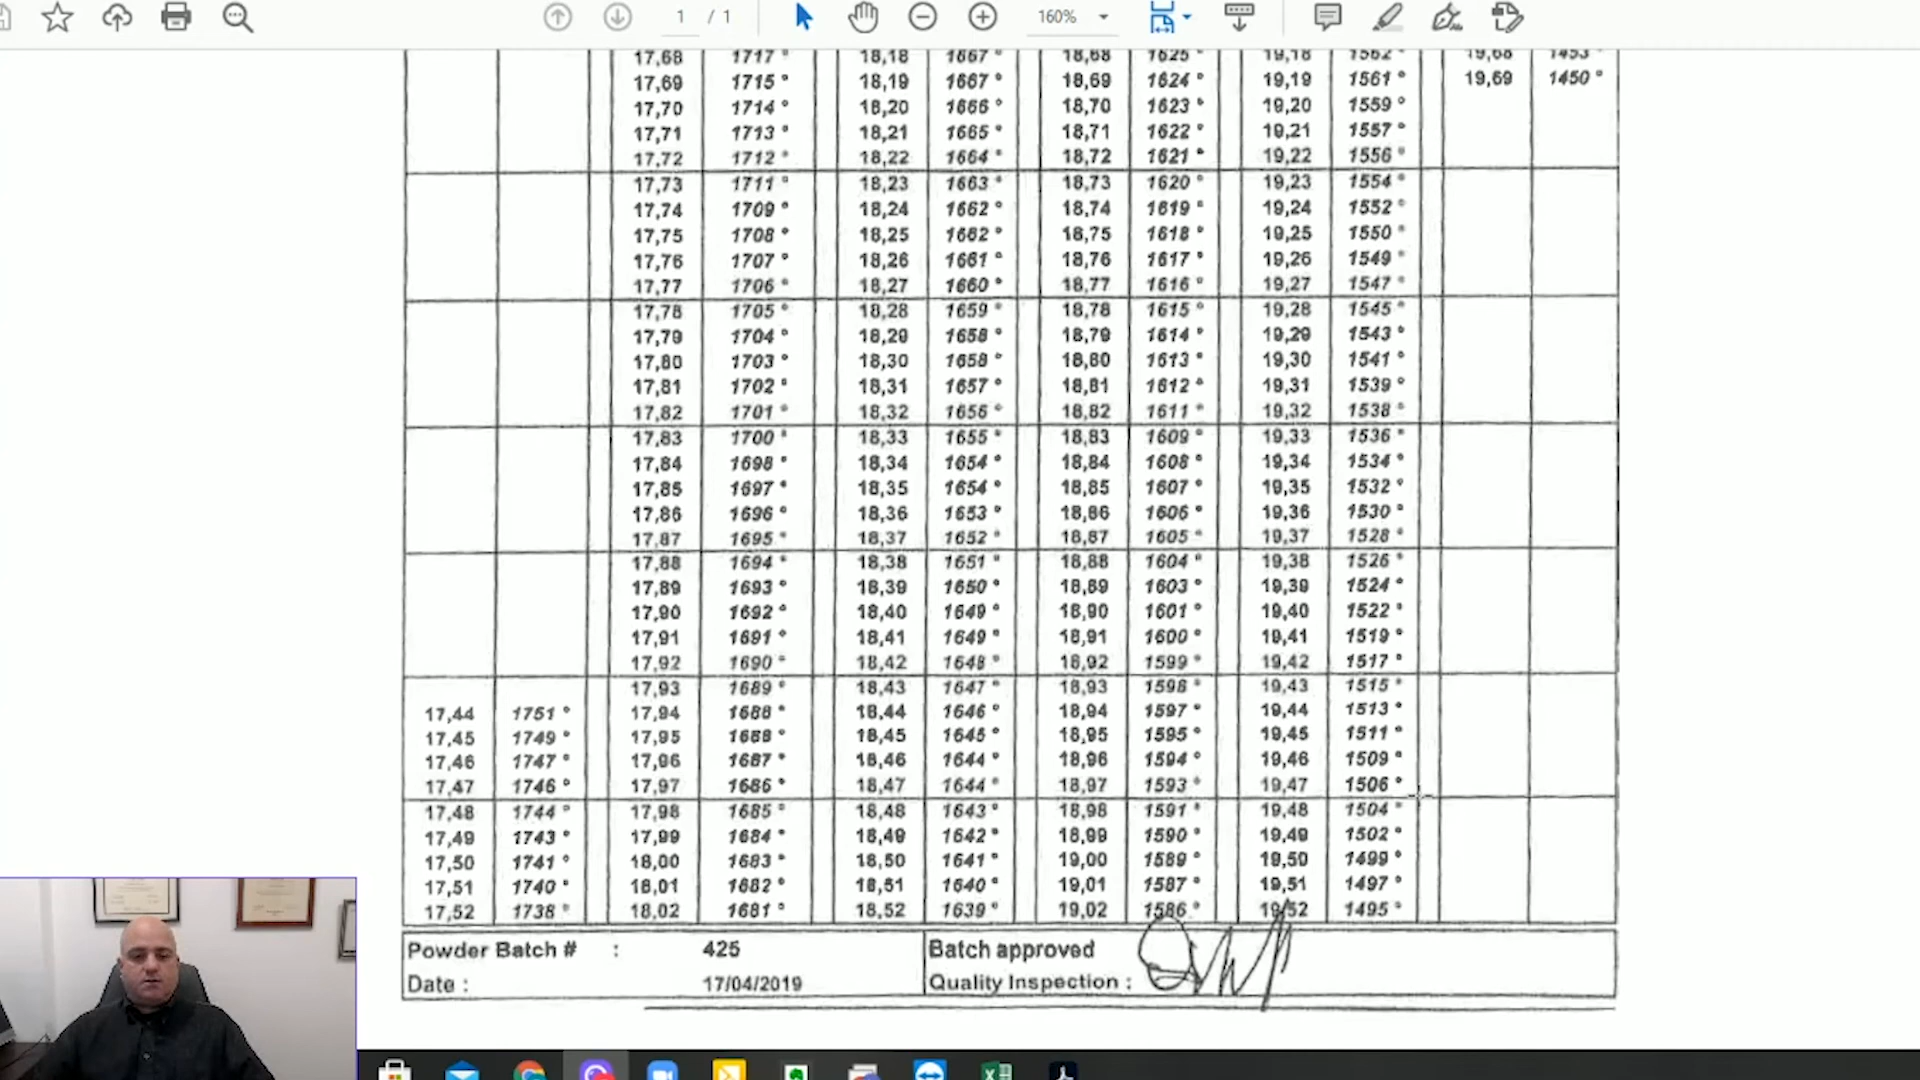 1 / 1 160%
17,68 1717 ° 18,18 1667 ° 18,68 1625 ° 19,18 1562 ° 19,68 1453 °
17,69 1715 ° 18,19 1667 ° 18,69 1624 ° 19,19 1561 ° 19,69 1450 °
17,70 1714 ° 18,20 1666 ° 18,70 1623 ° 19,20 1559 °
17,71 1713 ° 18,21 1665 ° 18,71 1622 ° 19,21 1557 °
17,72 1712 ° 18,22 1664 ° 18,72 1621 ° 19,22 1556 °
17,73 1711 ° 18,23 1663 ° 18,73 1620 ° 19,23 1554 °
17,74 1709 ° 18,24 1662 ° 18,74 1619 ° 19,24 1552 °
17,75 1708 ° 18,25 1662 ° 18,75 1618 ° 19,25 1550 °
17,76 1707 ° 18,26 1661 ° 18,76 1617 ° 19,26 1549 °
17,77 1706 ° 18,27 1660 ° 18,77 1616 ° 19,27 1547 °
17,78 1705 ° 18,28 1659 ° 18,78 1615 ° 19,28 1545 °
17,79 1704 ° 18,29 1658 ° 18,79 1614 ° 19,29 1543 °
17,80 1703 ° 18,30 1658 ° 18,80 1613 ° 19,30 1541 °
17,81 1702 ° 18,31 1657 ° 18,81 1612 ° 19,31 1539 °
17,82 1701 ° 18,32 1656 ° 18,82 1611 ° 19,32 1538 °
17,83 1700 ° 18,33 1655 ° 18,83 1609 ° 19,33 1536 °
17,84 1698 ° 18,34 1654 ° 18,84 1608 ° 19,34 1534 °
17,85 1697 ° 18,35 1654 ° 18,85 1607 ° 19,35 1532 °
17,86 1696 ° 18,36 1653 ° 18,86 1606 ° 19,36 1530 °
17,87 1695 ° 18,37 1652 ° 18,87 1605 ° 19,37 1528 °
17,88 1694 ° 18,38 1651 ° 18,88 1604 ° 19,38 1526 °
17,89 1693 ° 18,39 1650 ° 18,89 1603 ° 19,39 1524 °
17,90 1692 ° 18,40 1649 ° 18,90 1601 ° 19,40 1522 °
17,91 1691 ° 18,41 1649 ° 18,91 1600 ° 19,41 1519 °
17,92 1690 ° 18,42 1648 ° 18,92 1599 ° 19,42 1517 °
17,93 1689 ° 18,43 1647 ° 18,93 1598 ° 19,43 1515 °
17,44 1751 ° 17,94 1688 ° 18,44 1646 ° 18,94 1597 ° 19,44 1513 °
17,45 1749 ° 17,95 1688 ° 18,45 1645 ° 18,95 1595 ° 19,45 1511 °
17,46 1747 ° 17,96 1687 ° 18,46 1644 ° 18,96 1594 ° 19,46 1509 °
17,47 1746 ° 17,97 1686 ° 18,47 1644 ° 18,97 1593 ° 19,47 1506 °
17,48 1744 ° 17,98 1685 ° 18,48 1643 ° 18,98 1591 ° 19,48 1504 °
17,49 1743 ° 17,99 1684 ° 18,49 1642 ° 18,99 1590 ° 19,49 1502 °
17,50 1741 ° 18,00 1683 ° 18,50 1641 ° 19,00 1589 ° 19,50 1499 °
17,51 1740 ° 18,01 1682 ° 18,51 1640 ° 19,01 1587 ° 19,51 1497 °
17,52 1738 ° 18,02 1681 ° 18,52 1639 ° 19,02 1586 ° 19,52 1495 °
Powder Batch # : 425 Batch approved
Date : 17/04/2019 Quality Inspection :